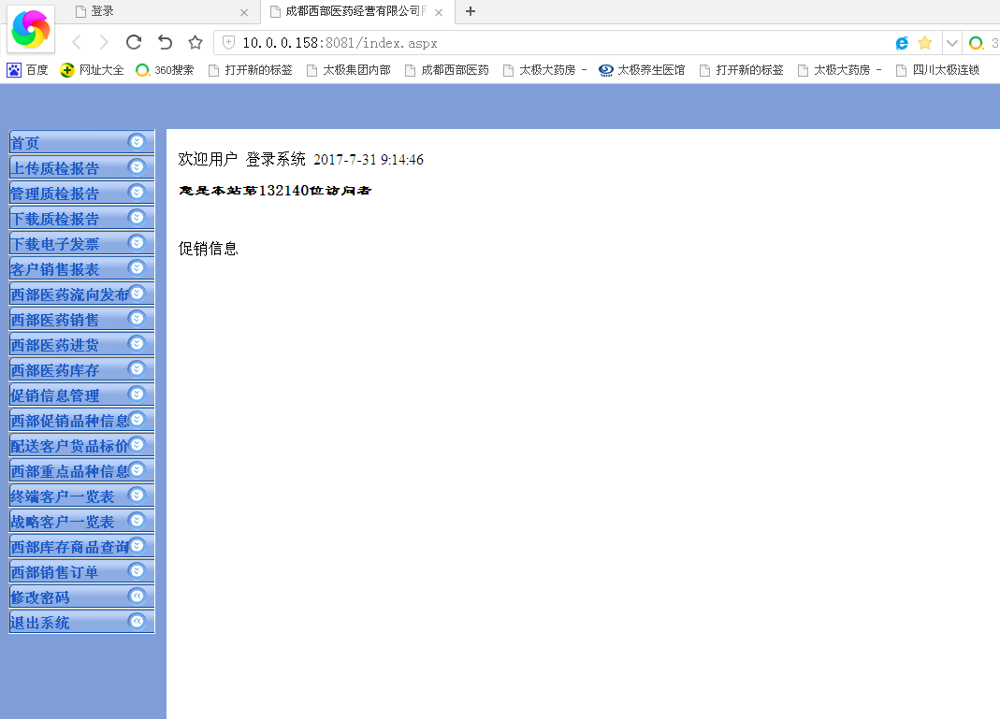 登录
成都西部医药经营有限公司
10.0.0.158:8081/index.aspx
3
百度 网址大全 360搜索 打开新的标签 太极集团内部 成都西部医药 太极大药房 - 太极养生医馆 打开新的标签 太极大药房 - 四川太极连锁
首页
上传质检报告
管理质检报告
下载质检报告
下载电子发票
客户销售报表
西部医药流向发布
西部医药销售
西部医药进货
西部医药库存
促销信息管理
西部促销品种信息
配送客户货品标价
西部重点品种信息
终端客户一览表
战略客户一览表
西部库存商品查询
西部销售订单
修改密码
退出系统
欢迎用户 登录系统 2017-7-31 9:14:46
您是本站第132140位访问者
促销信息